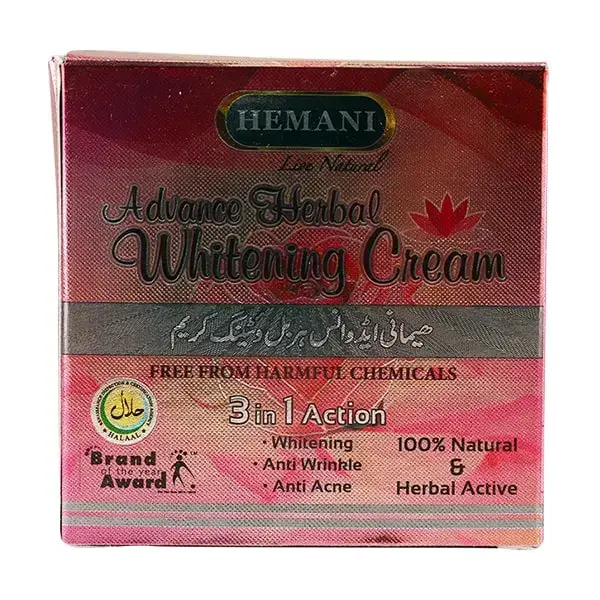 HEMANI
Live Natural
Advance Herbal
Whitening Cream
ھیمانی ایڈوانس ہربل وٹیننگ کریم
FREE FROM HARMFUL CHEMICALS
3 in 1 Action
حلال
HALAAL
• Whitening
• Anti Wrinkle
• Anti Acne
100% Natural
&
Herbal Active
Brand
of the year
Award